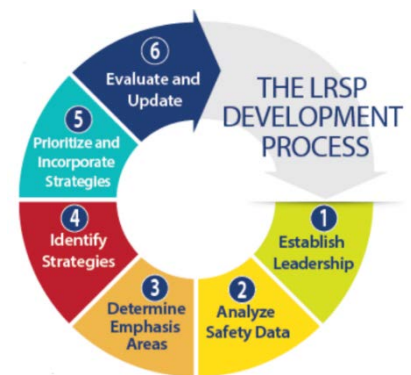 THE LRSP
DEVELOPMENT
PROCESS
1
Establish
Leadership
2
Analyze
Safety Data
3
Determine
Emphasis
Areas
4
Identify
Strategies
5
Prioritize and
Incorporate
Strategies
6
Evaluate and
Update